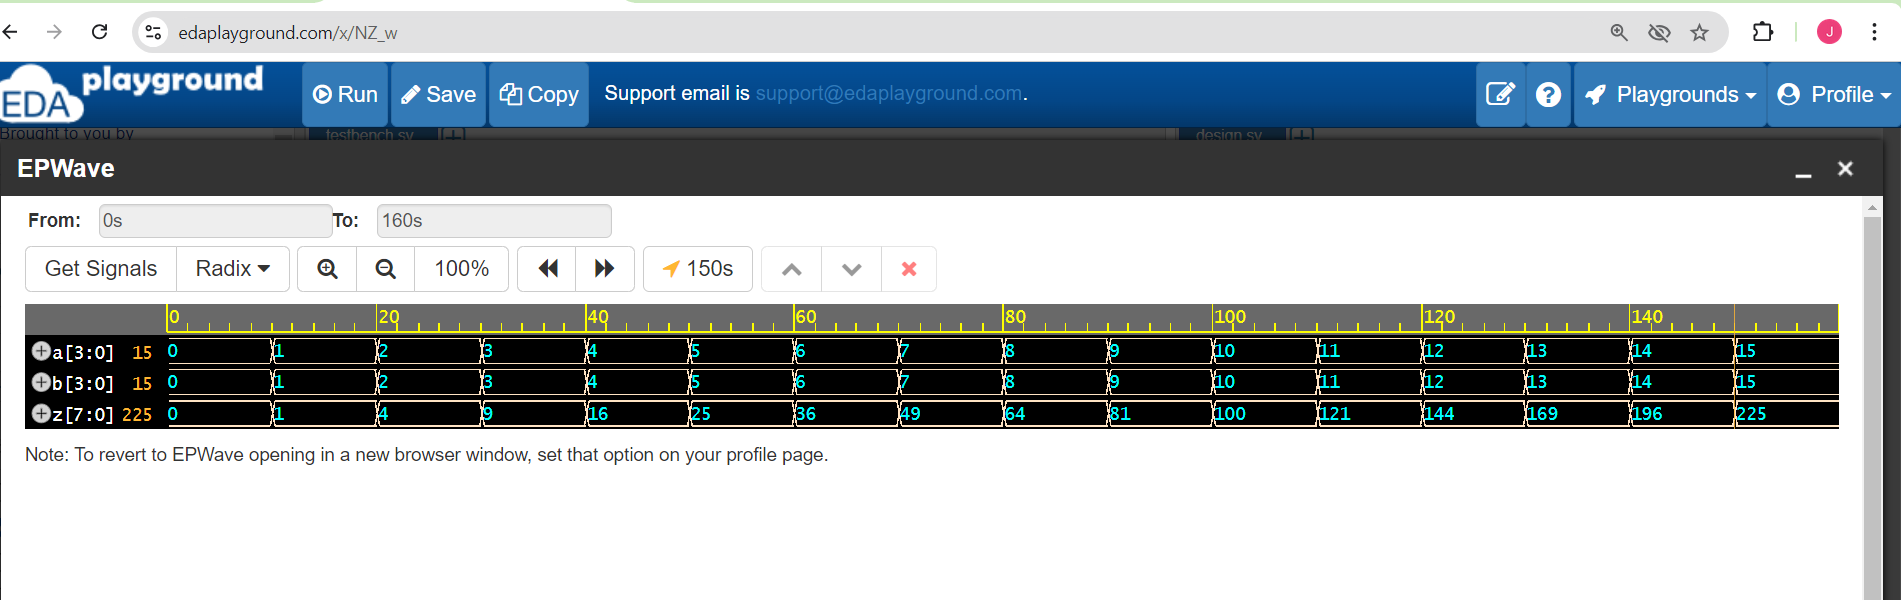 edaplayground.com/x/NZ_w
J
EDA playground
Run Save Copy Support email is support@edaplayground.com. Playgrounds Profile
Brought to you by testbench.sv design.sv
EPWave
From: 0s To: 160s
Get Signals Radix 100% 150s
0 20 40 60 80 100 120 140
a[3:0] 15 0 1 2 3 4 5 6 7 8 9 10 11 12 13 14 15
b[3:0] 15 0 1 2 3 4 5 6 7 8 9 10 11 12 13 14 15
z[7:0] 225 0 1 4 9 16 25 36 49 64 81 100 121 144 169 196 225
Note: To revert to EPWave opening in a new browser window, set that option on your profile page.